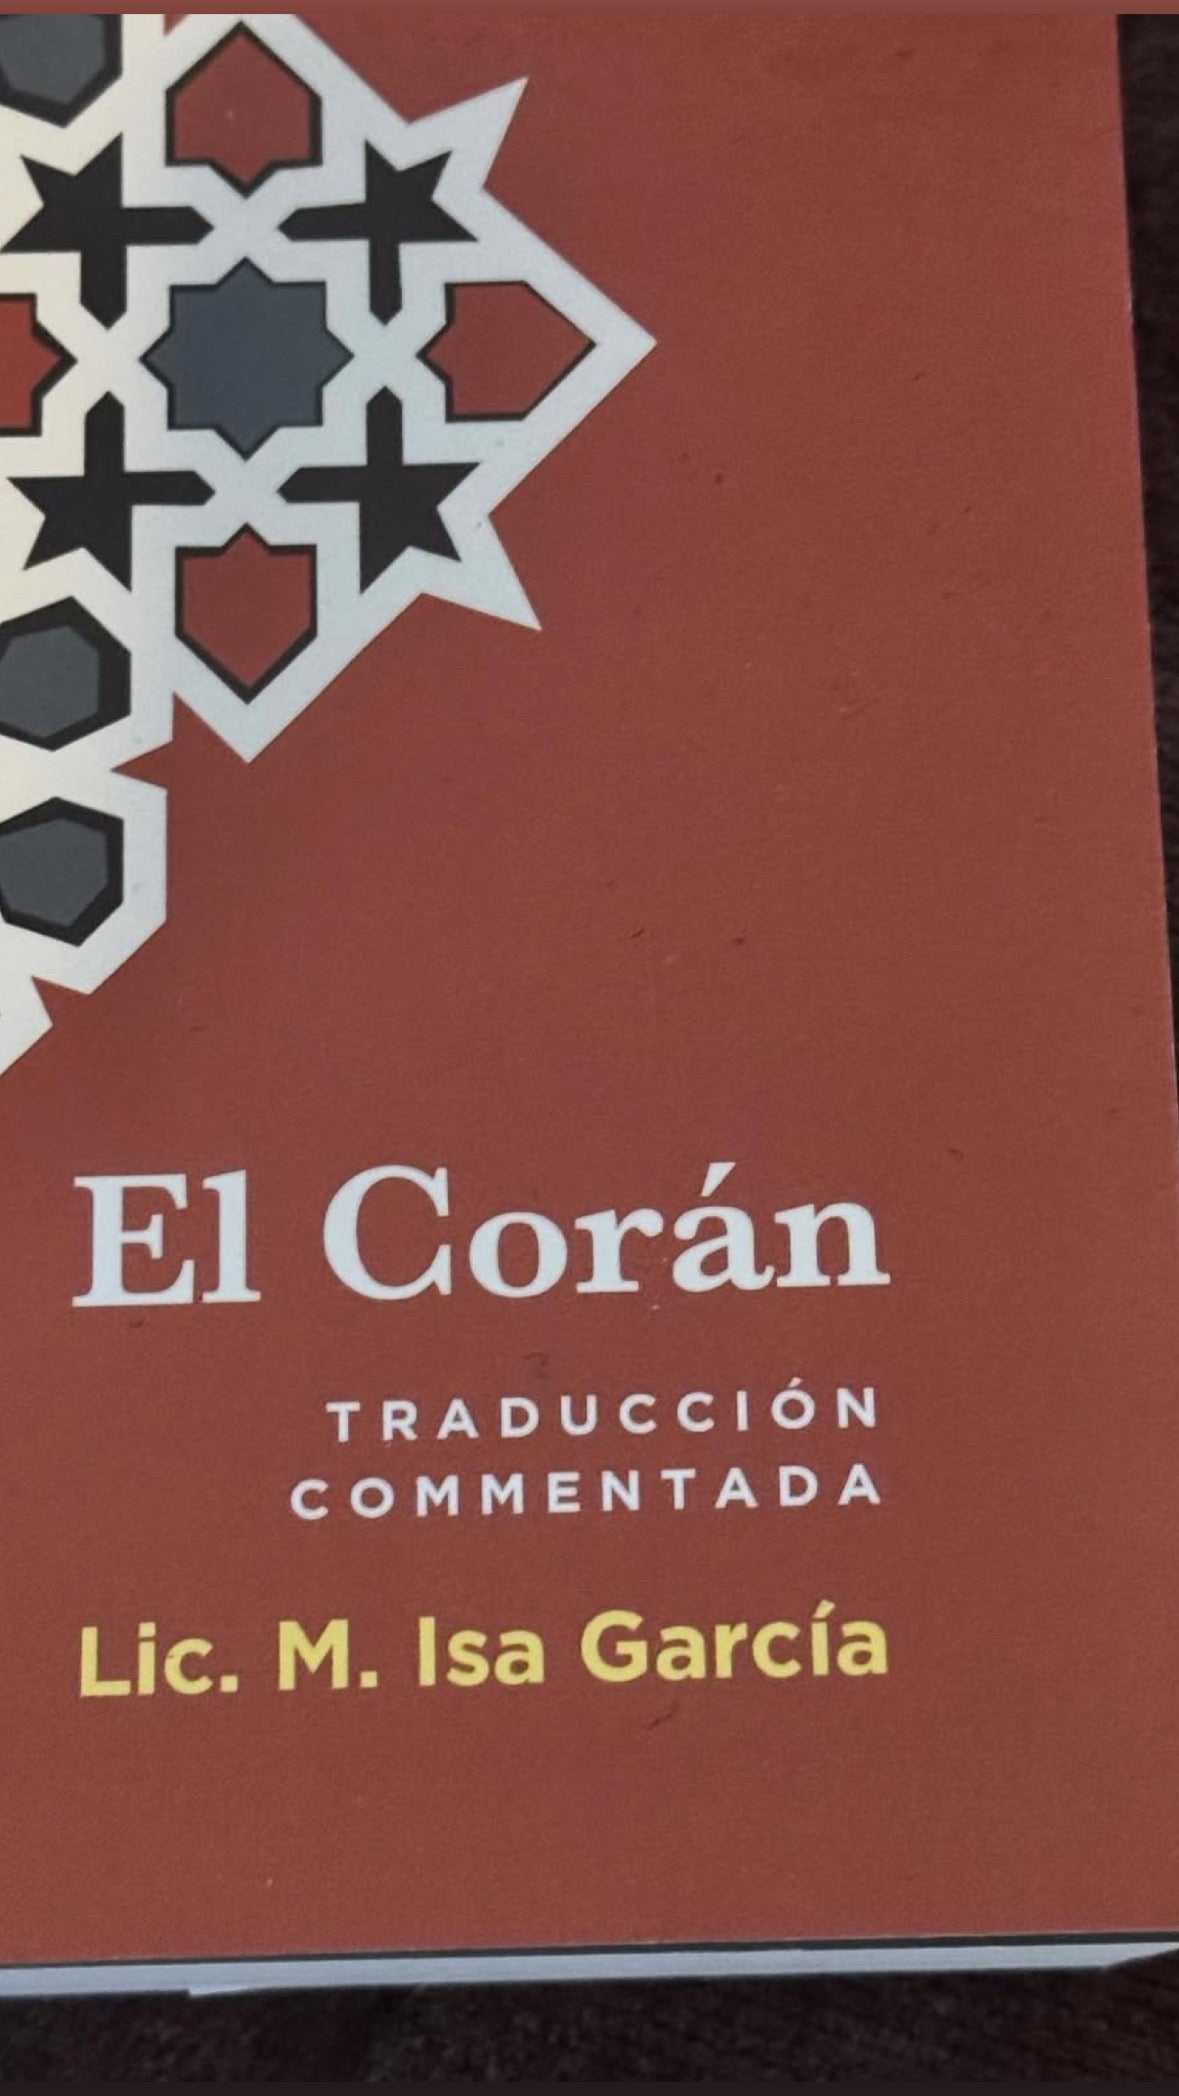 El Corán
TRADUCCIÓN
COMMENTADA
Lic. M. Isa García